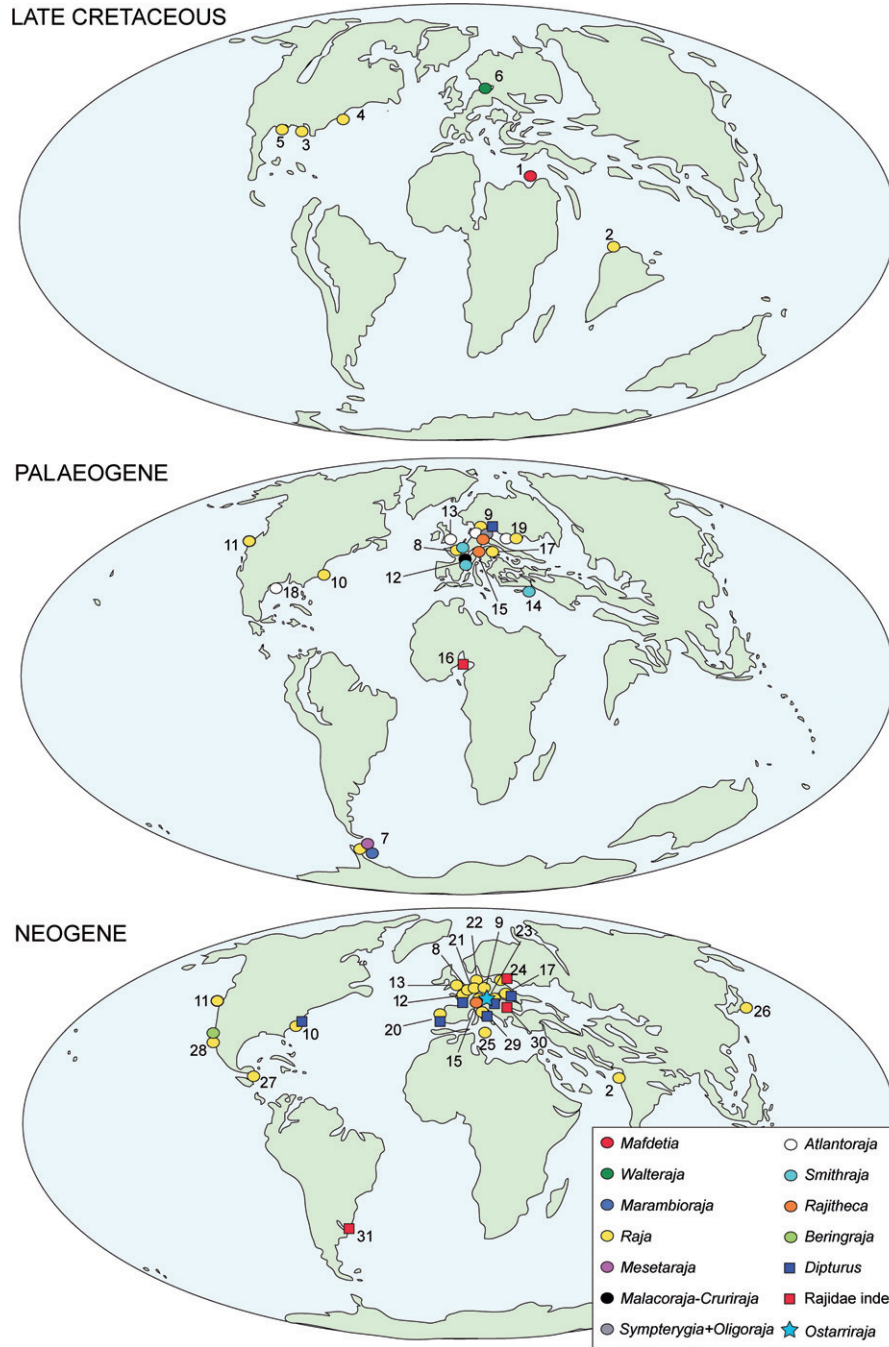 LATE CRETACEOUS
6
4
5
3
1
2
PALAEOGENE
13
9
19
11
8
10
12
17
18
15
14
16
7
NEOGENE
22
9
23
21
8
24
17
13
11
12
26
10
20
28
25
29
30
15
2
27
31
Mafdetia
Atlantoraja
Walteraja
Smithraja
Marambioraja
Rajitheca
Raja
Beringraja
Mesetaraja
Dipturus
Malacoraja-Cruriraja
Rajidae inde
Sympterygia+Oligoraja
Ostarriraja